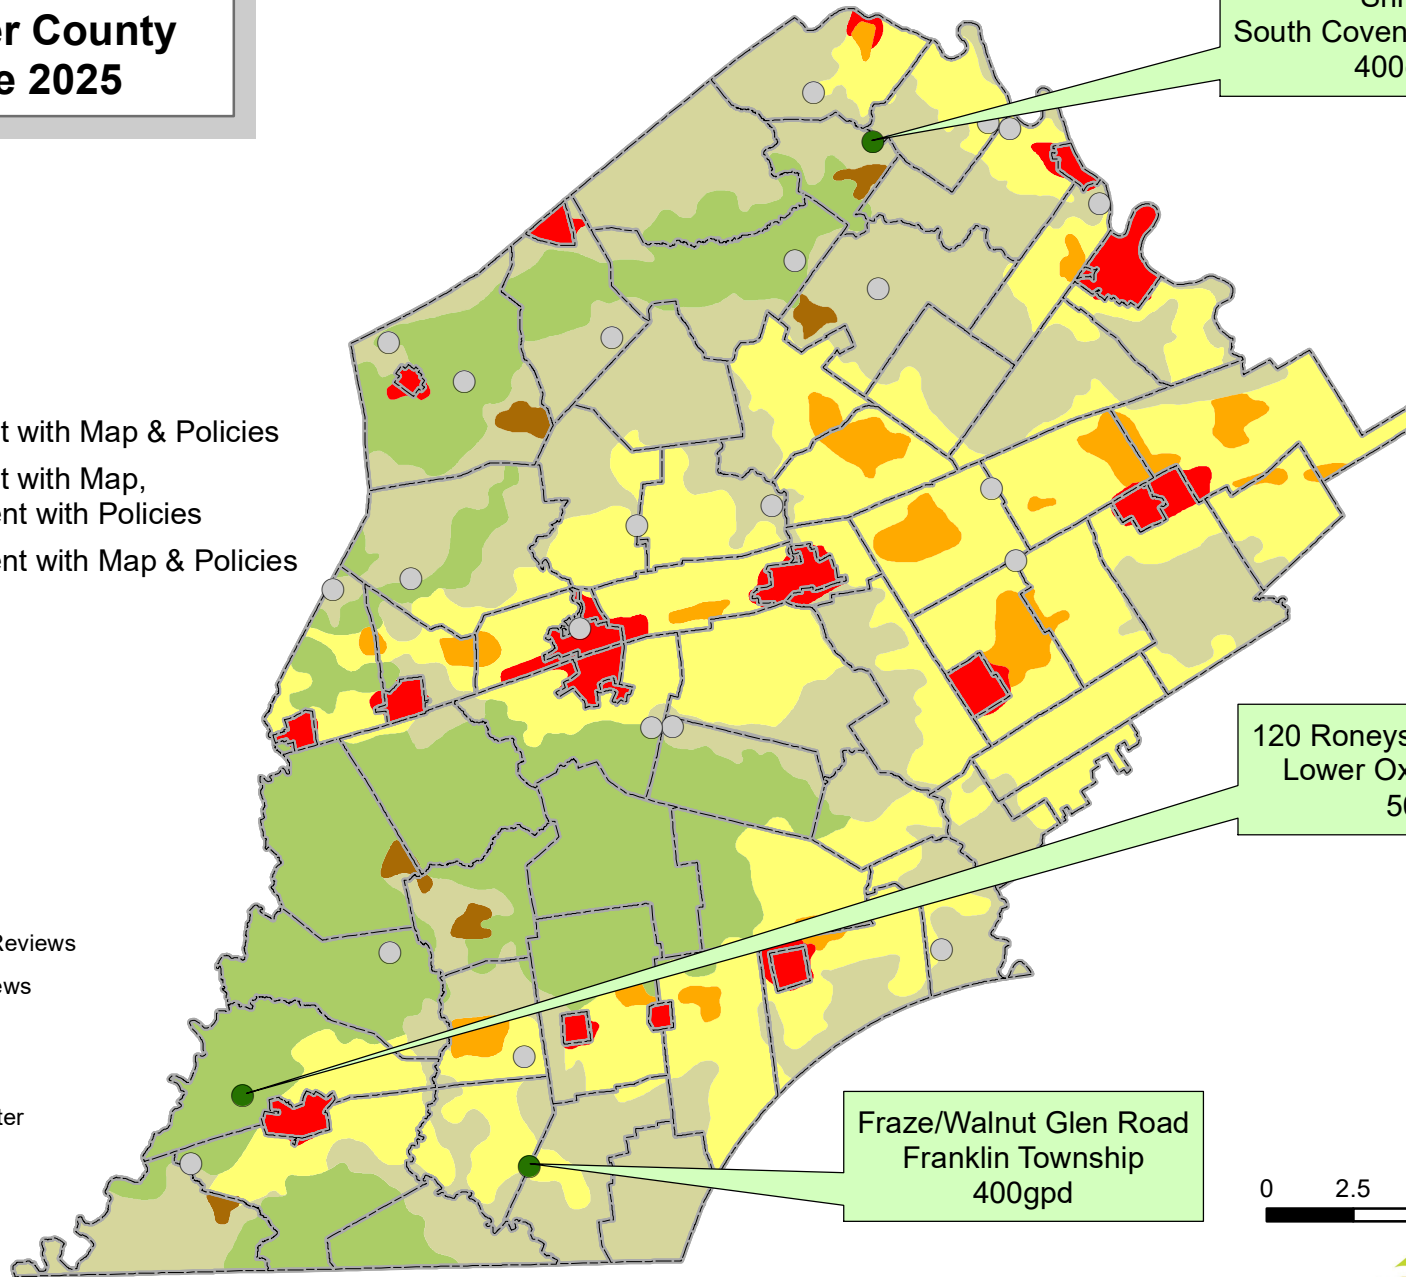 er County
e 2025
South Coven
400
t with Map & Policies
t with Map,
ent with Policies
ent with Map & Policies
120 Roneys
Lower Ox
50
Reviews
ews
ter
Fraze/Walnut Glen Road
Franklin Township
400gpd
0 2.5